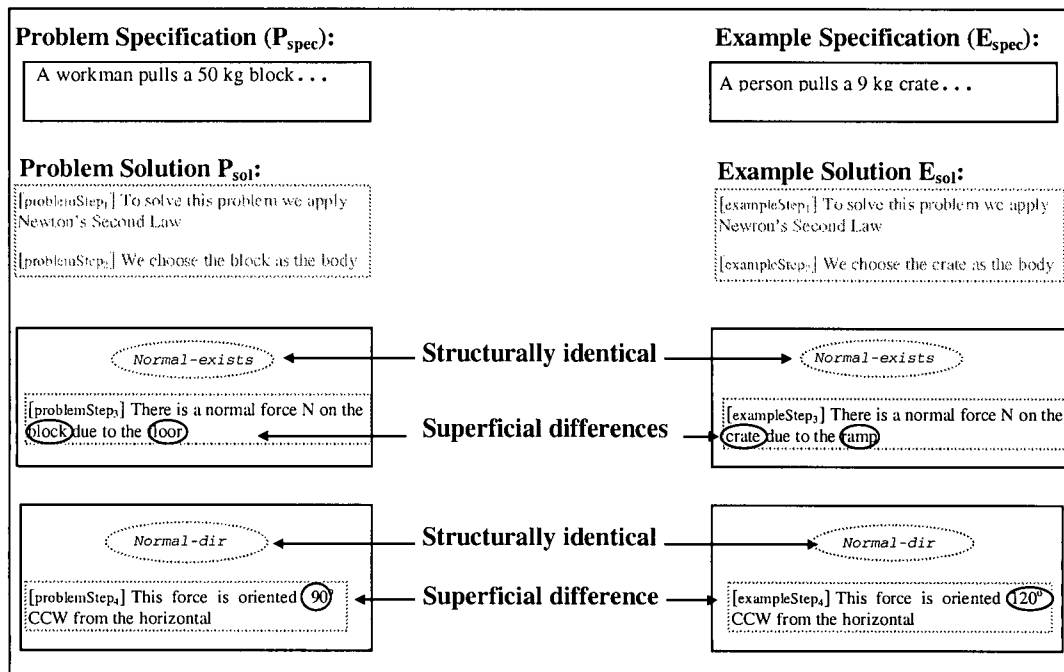 Problem Specification (Pspec):
A workman pulls a 50 kg block...
Example Specification (Espec):
A person pulls a 9 kg crate...
Problem Solution Psol:
[problemStep1] To solve this problem we apply
Newton's Second Law
[problemStep2] We choose the block as the body
Example Solution Esol:
[exampleStep1] To solve this problem we apply
Newton's Second Law
[exampleStep2] We choose the crate as the body
Normal-exists
Structurally identical
Normal-exists
[problemStep3] There is a normal force N on the
block due to the floor
Superficial differences
[exampleStep3] There is a normal force N on the
crate due to the ramp
Normal-dir
Structurally identical
Normal-dir
[problemStep4] This force is oriented 90°
CCW from the horizontal
Superficial difference
[exampleStep4] This force is oriented 120°
CCW from the horizontal